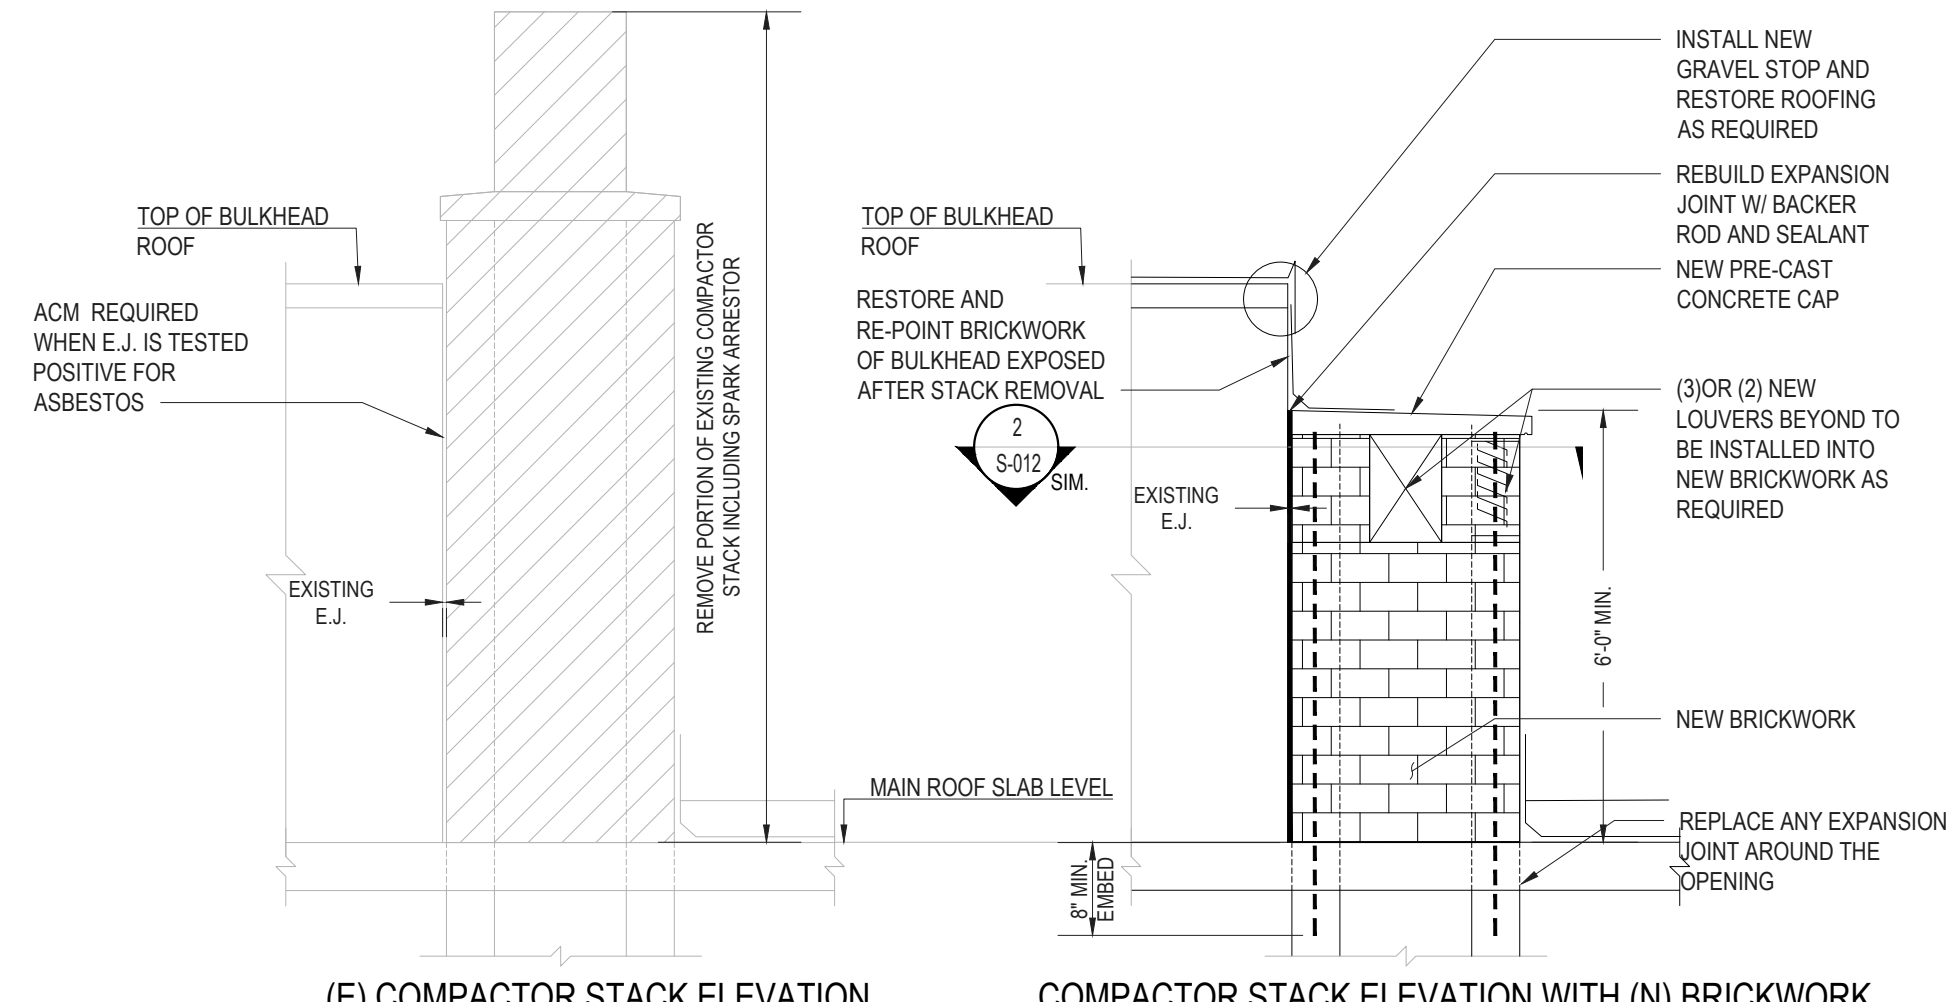 TOP OF BULKHEAD
ROOF
ACM REQUIRED
WHEN E.J. IS TESTED
POSITIVE FOR
ASBESTOS
EXISTING
E.J.
REMOVE PORTION OF EXISTING COMPACTOR
STACK INCLUDING SPARK ARRESTOR
MAIN ROOF SLAB LEVEL
(E) COMPACTOR STACK ELEVATION
TOP OF BULKHEAD
ROOF
RESTORE AND
RE-POINT BRICKWORK
OF BULKHEAD EXPOSED
AFTER STACK REMOVAL
2
S-012
SIM.
EXISTING
E.J.
8" MIN.
EMBED
INSTALL NEW
GRAVEL STOP AND
RESTORE ROOFING
AS REQUIRED
REBUILD EXPANSION
JOINT W/ BACKER
ROD AND SEALANT
NEW PRE-CAST
CONCRETE CAP
(3)OR (2) NEW
LOUVERS BEYOND TO
BE INSTALLED INTO
NEW BRICKWORK AS
REQUIRED
6'-0" MIN.
NEW BRICKWORK
REPLACE ANY EXPANSION
JOINT AROUND THE
OPENING
COMPACTOR STACK ELEVATION WITH (N) BRICKWORK